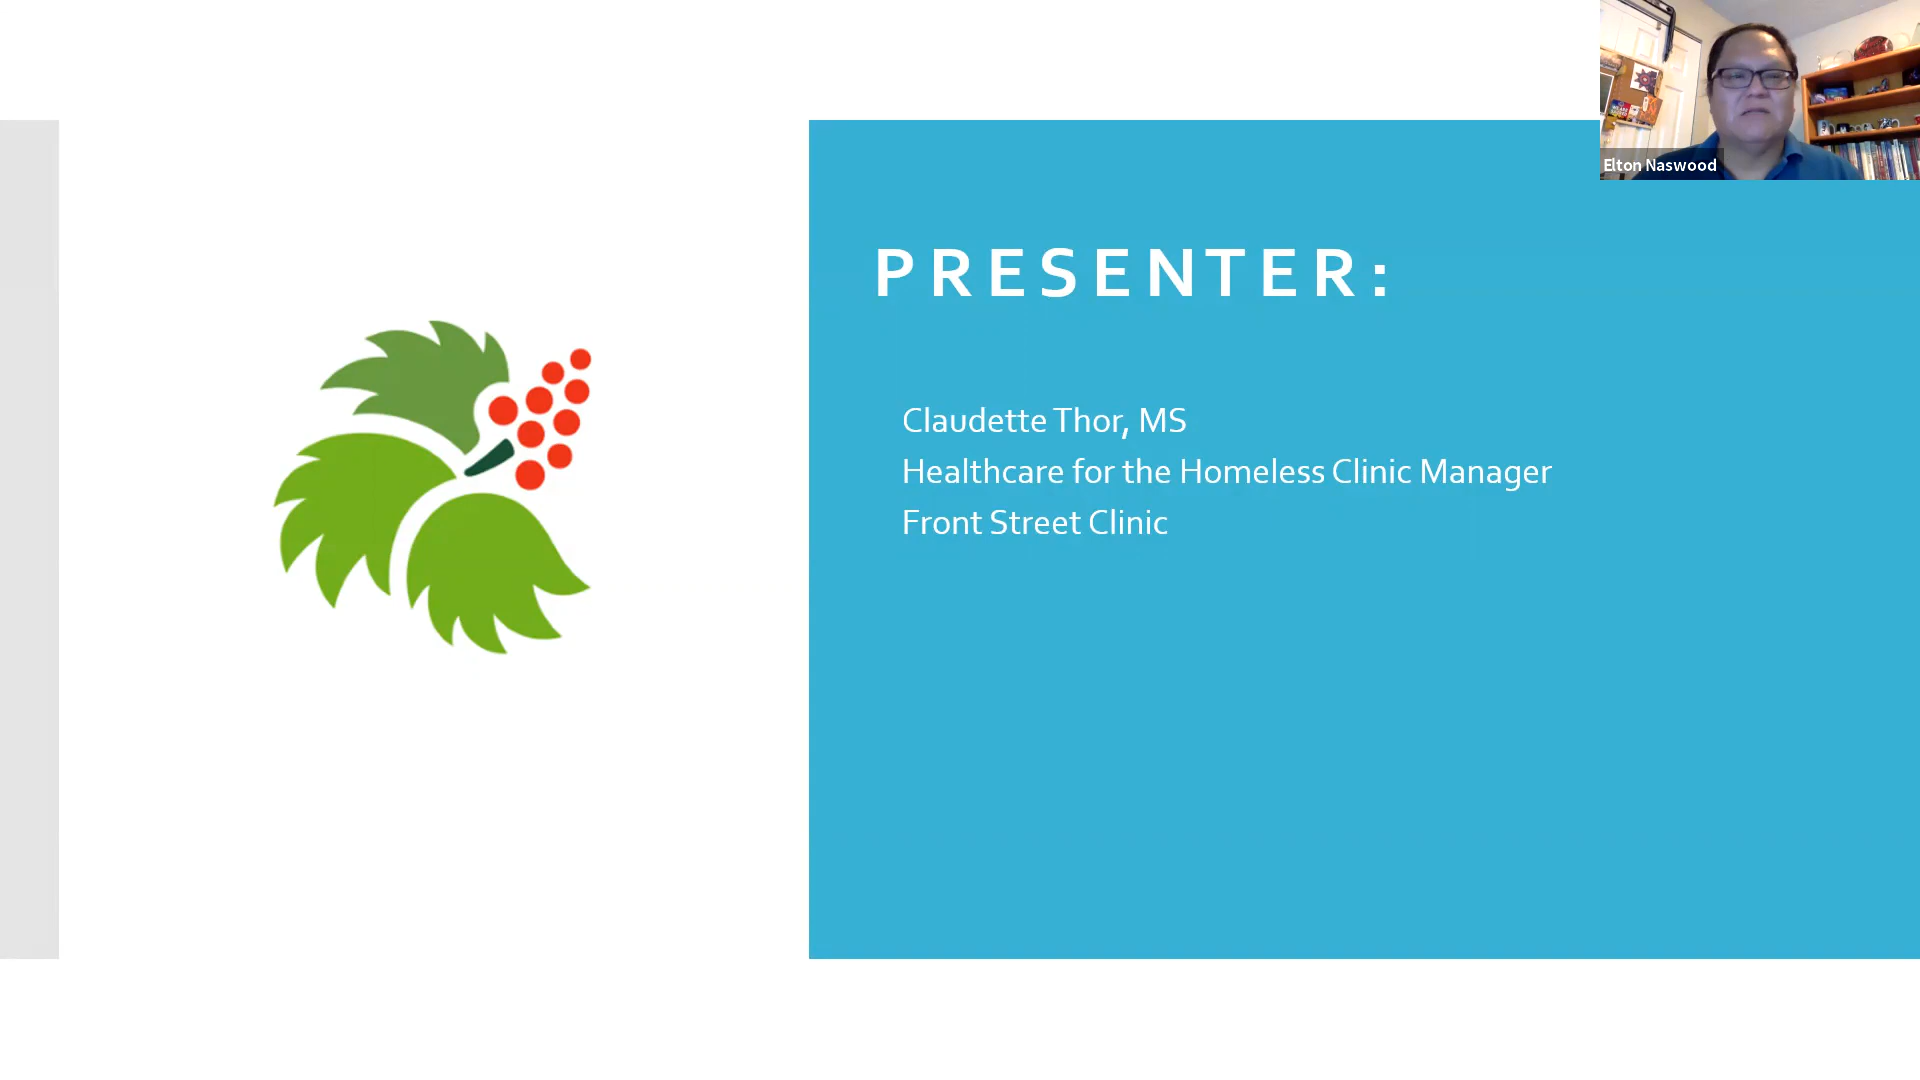 PRESENTER:
Claudette Thor, MS
Healthcare for the Homeless Clinic Manager
Front Street Clinic
Elton Naswood